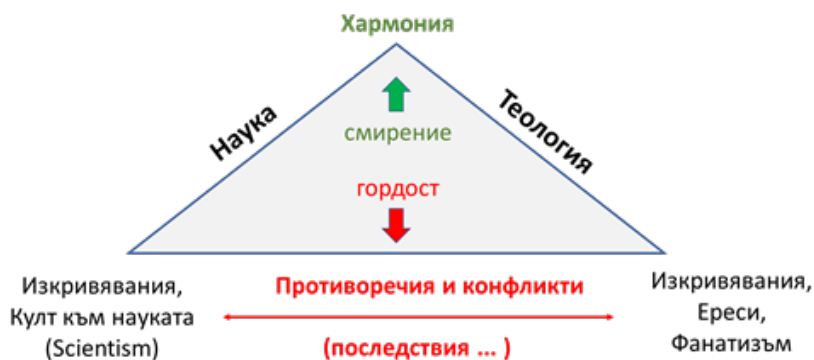 Хармония
Наука
Теология
смирение
гордост
Изкривявания,
Култ към науката
(Scientism)
Противоречия и конфликти
(последствия ... )
Изкривявания,
Ереси,
Фанатизъм